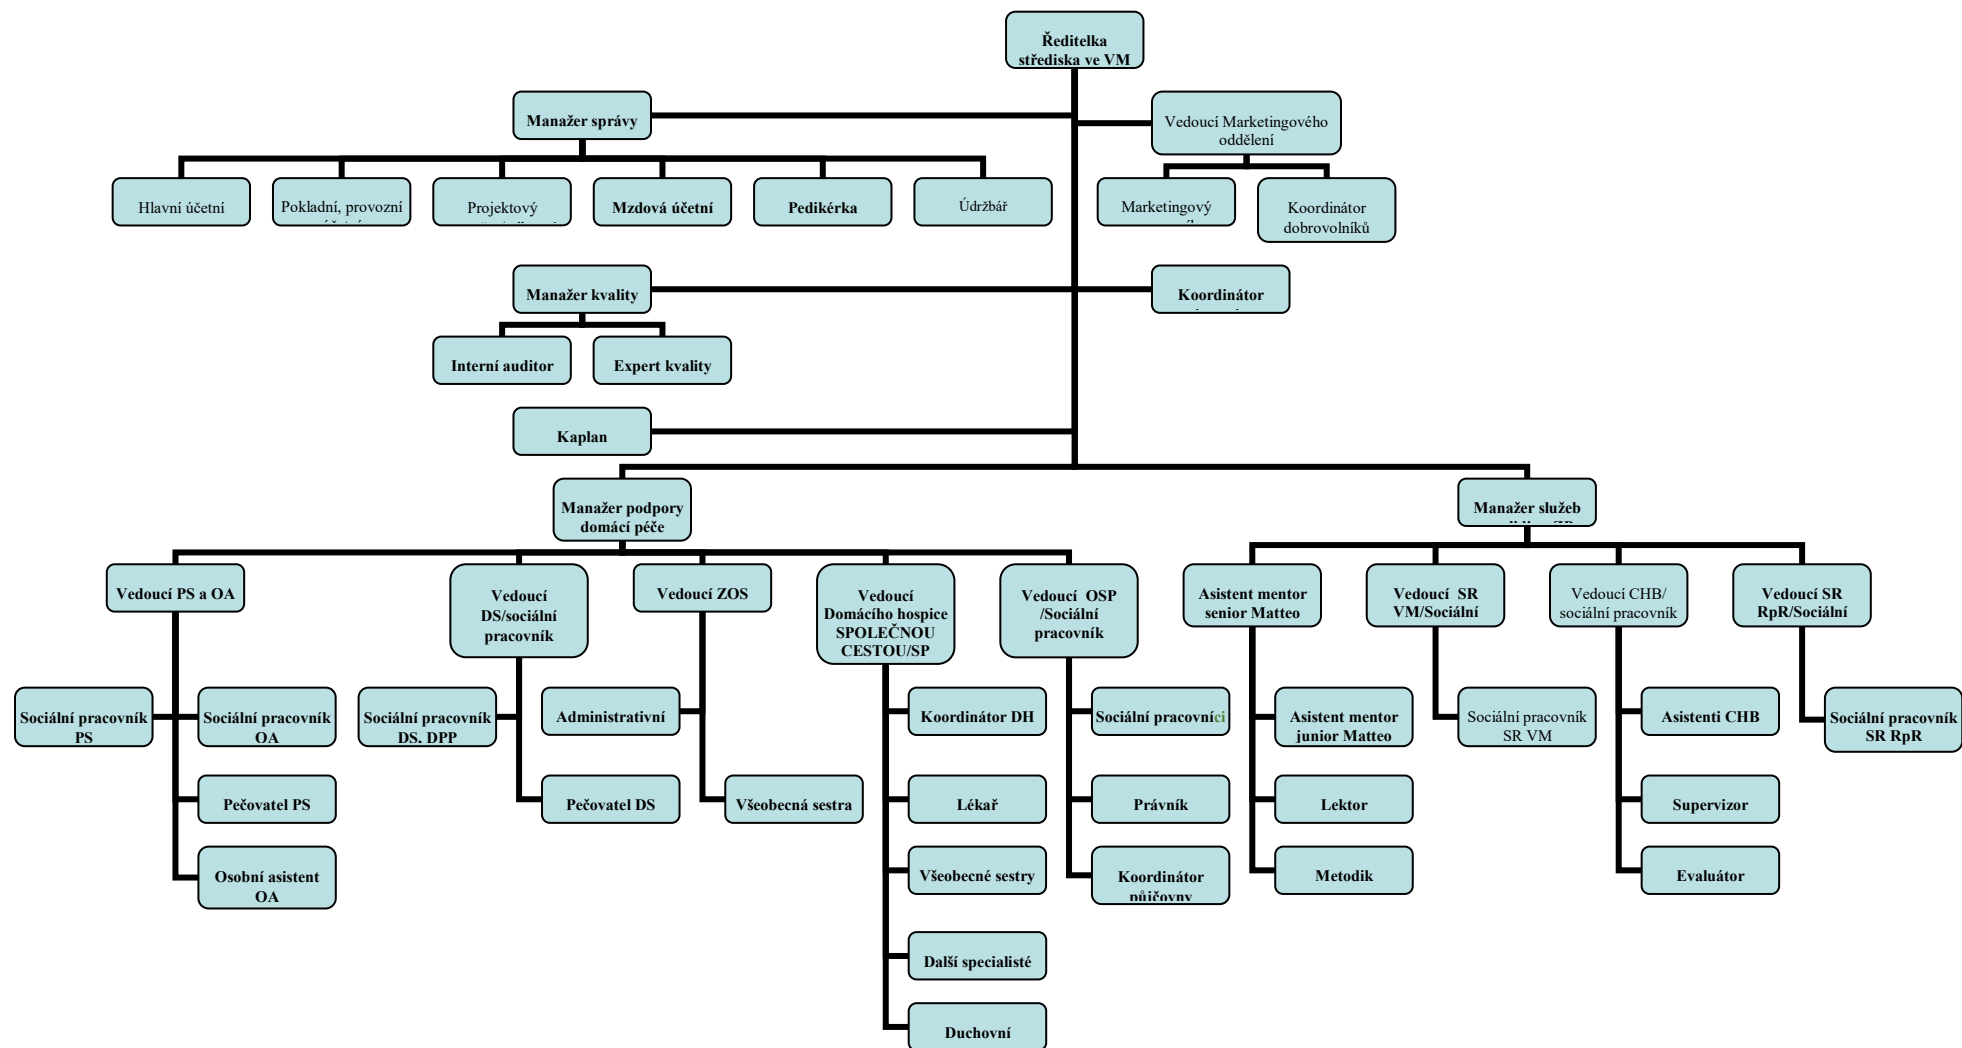 Ředitelka
střediska ve VM
Manažer správy
Vedoucí Marketingového
oddělení
Hlavní účetní
Pokladní, provozní
Projektový
Mzdová účetní
Pedikérka
Údržbář
Marketingový
Koordinátor
dobrovolníků
Manažer kvality
Koordinátor
Interní auditor
Expert kvality
Kaplan
Manažer podpory
domácí péče
Manažer služeb
Vedoucí PS a OA
Vedoucí
DS/sociální
pracovník
Vedoucí ZOS
Vedoucí
Domácího hospice
SPOLEČNOU
CESTOU/SP
Vedoucí OSP
/Sociální
pracovník
Asistent mentor
senior Matteo
Vedoucí SR
VM/Sociální
Vedoucí CHB/
sociální pracovník
Vedoucí SR
RpR/Sociální
Sociální pracovník
PS
Sociální pracovník
OA
Sociální pracovník
DS, DPP
Administrativní
Koordinátor DH
Sociální pracovníci
Asistent mentor
junior Matteo
Sociální pracovník
SR VM
Asistenti CHB
Sociální pracovník
SR RpR
Pečovatel PS
Pečovatel DS
Všeobecná sestra
Lékař
Právník
Lektor
Supervizor
Osobní asistent
OA
Všeobecné sestry
Koordinátor
půjčovny
Metodik
Evaluátor
Další specialisté
Duchovní